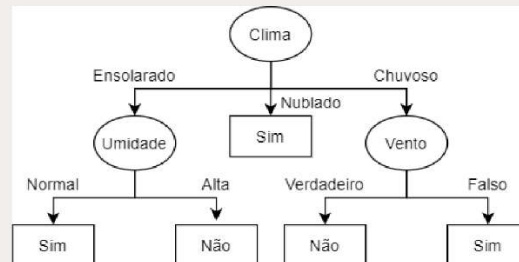 Clima
Ensolarado Chuvoso
Nublado
Umidade Sim Vento
Normal Alta Verdadeiro Falso
Sim Não Não Sim